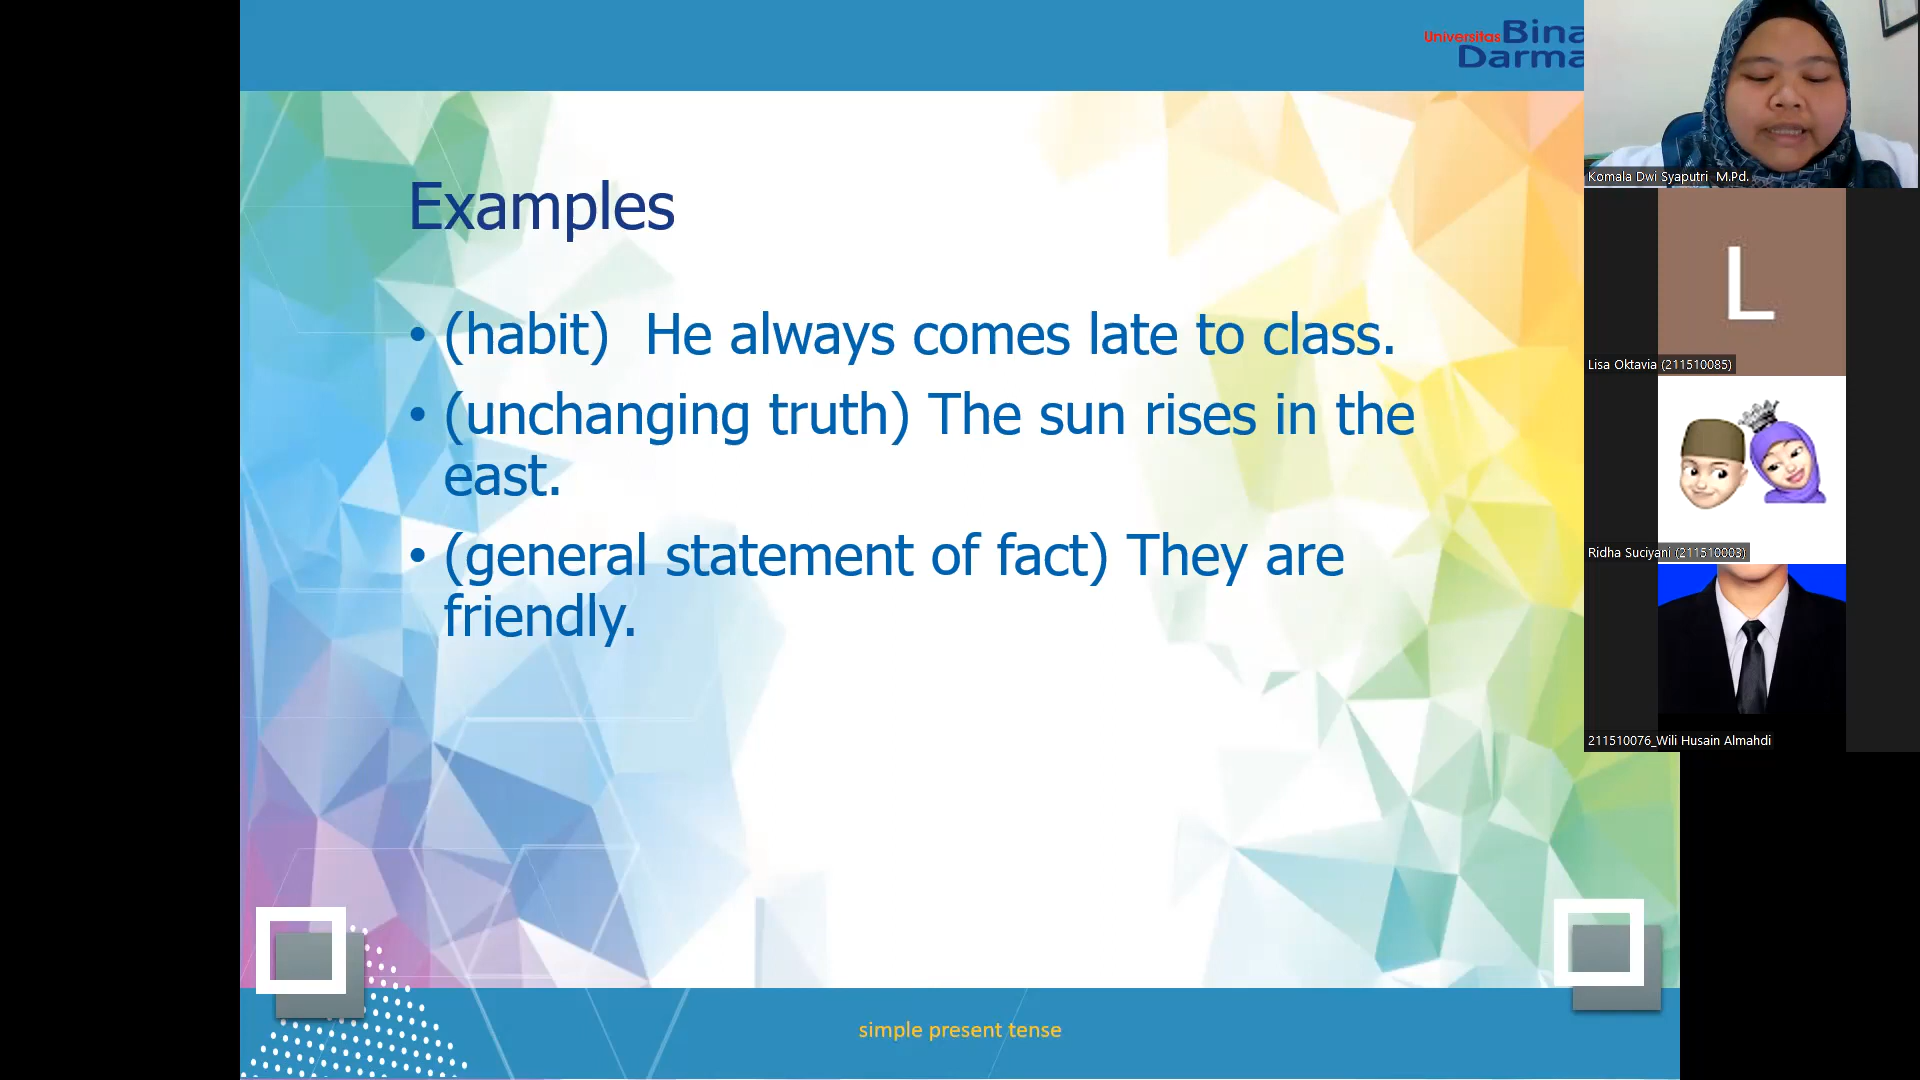 Universitas Bina
Darma
Examples
• (habit)  He always comes late to class.
• (unchanging truth) The sun rises in the
east.
• (general statement of fact) They are
friendly.
simple present tense
Komala Dwi Syaputri  M.Pd.
L
Lisa Oktavia (211510085)
Ridha Suciyani (211510003)
211510076_Wili Husain Almahdi